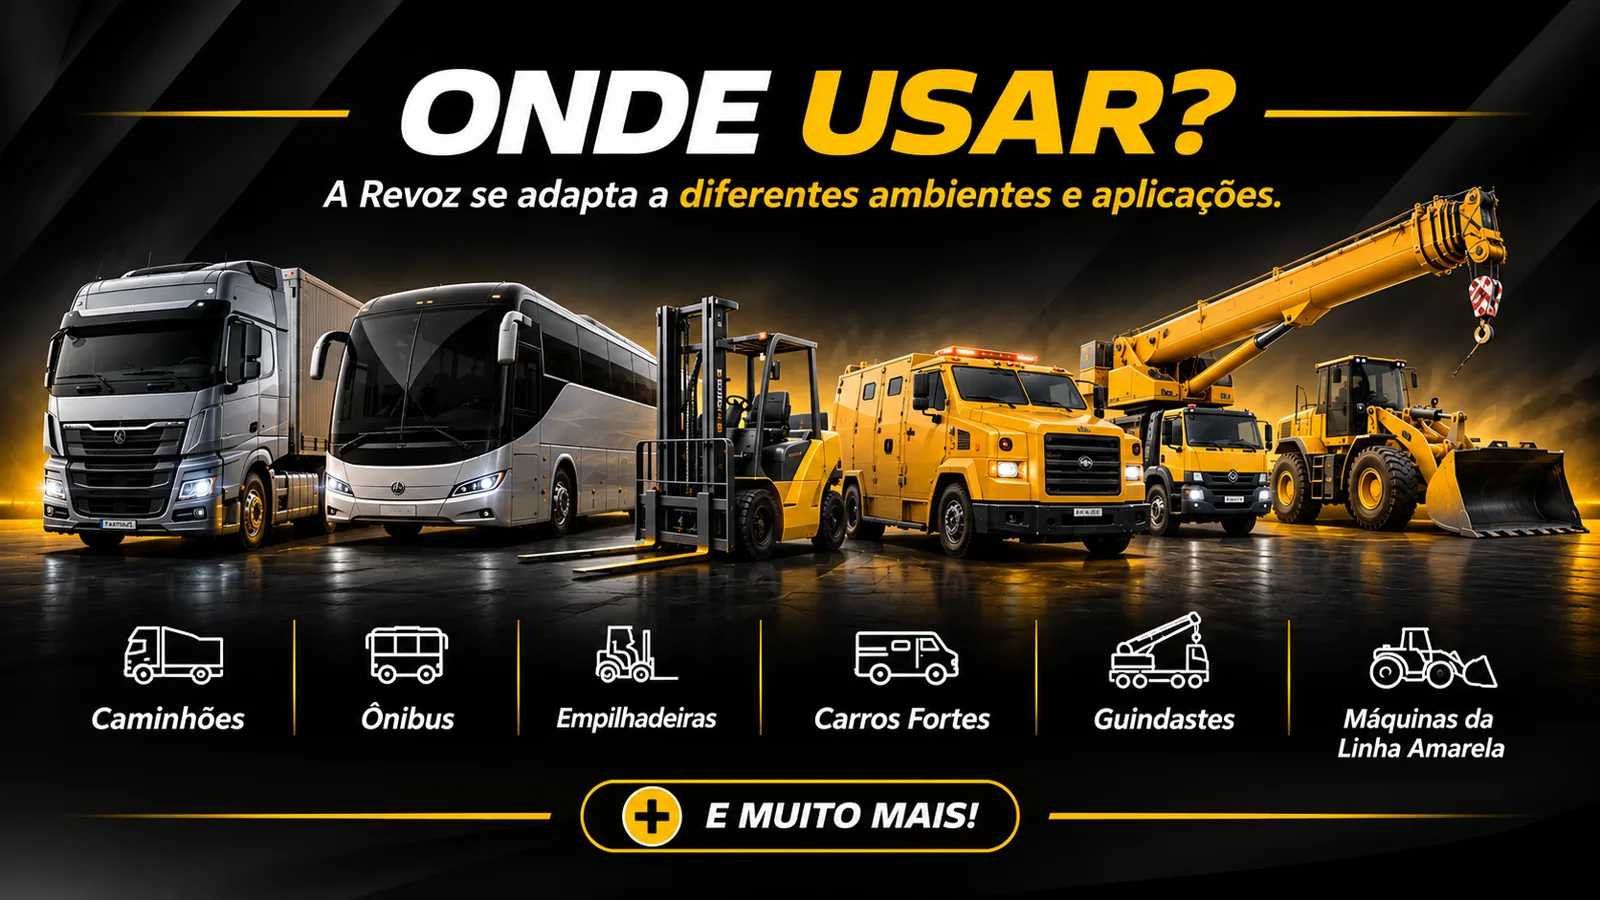 ONDE USAR?
A Revoz se adapta a diferentes ambientes e aplicações.
Caminhões
Ônibus
Empilhadeiras
Carros Fortes
Guindastes
Máquinas da
Linha Amarela
E MUITO MAIS!